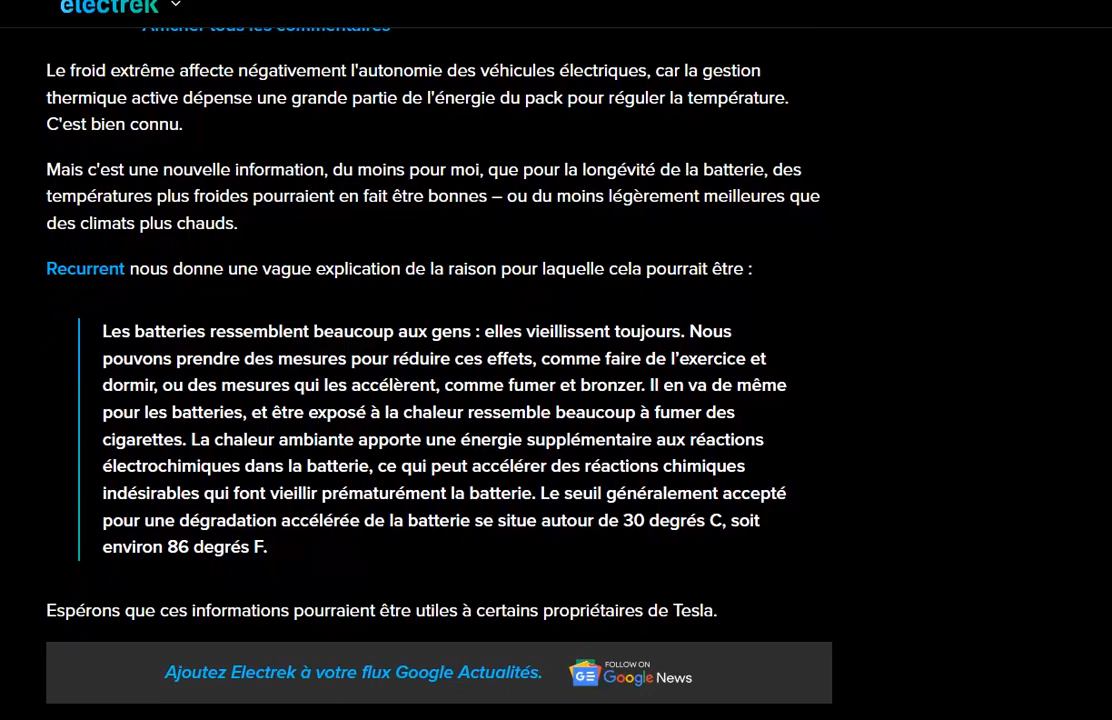 electrek
Afficher tous les commentaires
Le froid extrême affecte négativement l'autonomie des véhicules électriques, car la gestion
thermique active dépense une grande partie de l'énergie du pack pour réguler la température.
C'est bien connu.
Mais c'est une nouvelle information, du moins pour moi, que pour la longévité de la batterie, des
températures plus froides pourraient en fait être bonnes – ou du moins légèrement meilleures que
des climats plus chauds.
Recurrent nous donne une vague explication de la raison pour laquelle cela pourrait être :
Les batteries ressemblent beaucoup aux gens : elles vieillissent toujours. Nous
pouvons prendre des mesures pour réduire ces effets, comme faire de l’exercice et
dormir, ou des mesures qui les accélèrent, comme fumer et bronzer. Il en va de même
pour les batteries, et être exposé à la chaleur ressemble beaucoup à fumer des
cigarettes. La chaleur ambiante apporte une énergie supplémentaire aux réactions
électrochimiques dans la batterie, ce qui peut accélérer des réactions chimiques
indésirables qui font vieillir prématurément la batterie. Le seuil généralement accepté
pour une dégradation accélérée de la batterie se situe autour de 30 degrés C, soit
environ 86 degrés F.
Espérons que ces informations pourraient être utiles à certains propriétaires de Tesla.
Ajoutez Electrek à votre flux Google Actualités.
FOLLOW ON
GE Google News